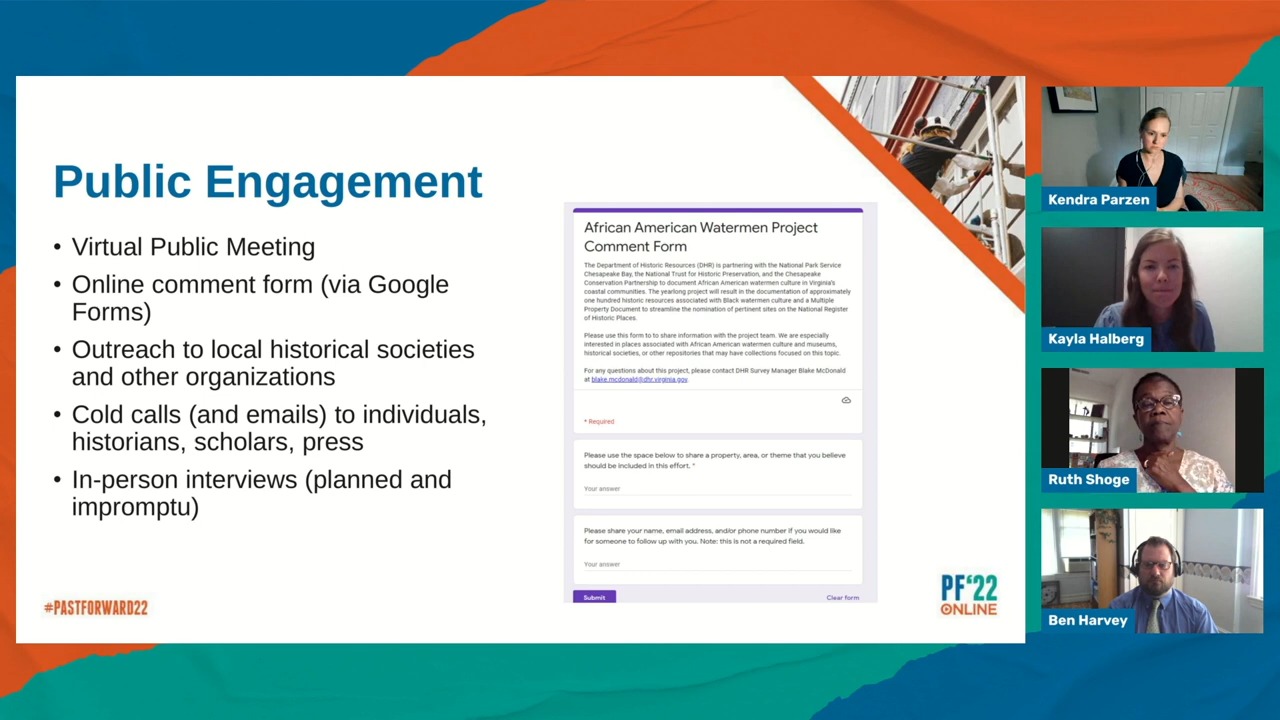 Public Engagement
• Virtual Public Meeting
• Online comment form (via Google
Forms)
• Outreach to local historical societies
and other organizations
• Cold calls (and emails) to individuals,
historians, scholars, press
• In-person interviews (planned and
impromptu)
#PASTFORWARD22
African American Watermen Project
Comment Form
The Department of Historic Resources (DHR) is partnering with the National Park Service
Chesapeake Bay, the National Trust for Historic Preservation, and the Chesapeake
Conservation Partnership to document African American watermen culture in Virginia's
coastal communities. The yearlong project will result in the documentation of approximately
one hundred historic resources associated with Black watermen culture and a Multiple
Property Document to streamline the nomination of pertinent sites on the National Register
of Historic Places.
Please use this form to to share information with the project team. We are especially
interested in places associated with African American watermen culture and museums,
historical societies, or other repositories that may have collections focused on this topic.
For any questions about this project, please contact DHR Survey Manager Blake McDonald
at blake.mcdonald@dhr.virginia.gov.
* Required
Please use the space below to share a property, area, or theme that you believe
should be included in this effort. *
Your answer
Please share your name, email address, and/or phone number if you would like
for someone to follow up with you. Note: this is not a required field.
Your answer
Submit Clear form
PF'22
ONLINE
Kendra Parzen
Kayla Halberg
Ruth Shoge
Ben Harvey